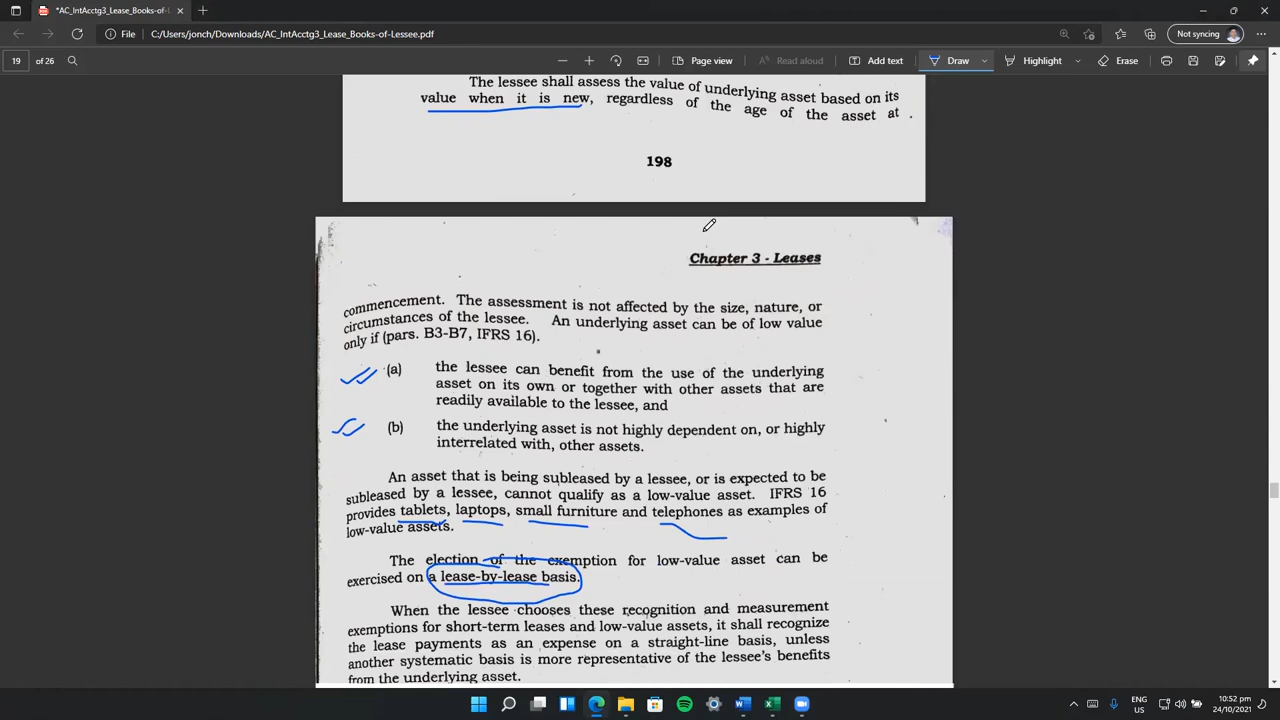 *AC_IntAcctg3_Lease_Books-of-L
File
C:/Users/jonch/Downloads/AC_IntAcctg3_Lease_Books-of-Lessee.pdf
Not syncing
19 of 26
Page view
Read aloud
Add text
Draw
Highlight
Erase
The lessee shall assess the value of underlying asset based on its
value when it is new, regardless of the age of the asset at
198
Chapter 3 - Leases
commencement. The assessment is not affected by the size, nature, or
circumstances of the lessee. An underlying asset can be of low value
only if (pars. B3-B7, IFRS 16).
(a) the lessee can benefit from the use of the underlying
asset on its own or together with other assets that are
readily available to the lessee, and
(b) the underlying asset is not highly dependent on, or highly
interrelated with, other assets.
An asset that is being subleased by a lessee, or is expected to be
subleased by a lessee, cannot qualify as a low-value asset. IFRS 16
provides tablets, laptops, small furniture and telephones as examples of
low-value assets.
The election of the exemption for low-value asset can be
exercised on a lease-by-lease basis.
When the lessee chooses these recognition and measurement
exemptions for short-term leases and low-value assets, it shall recognize
the lease payments as an expense on a straight-line basis, unless
another systematic basis is more representative of the lessee's benefits
from the underlying asset.
ENG
US
10:52 pm
24/10/2021